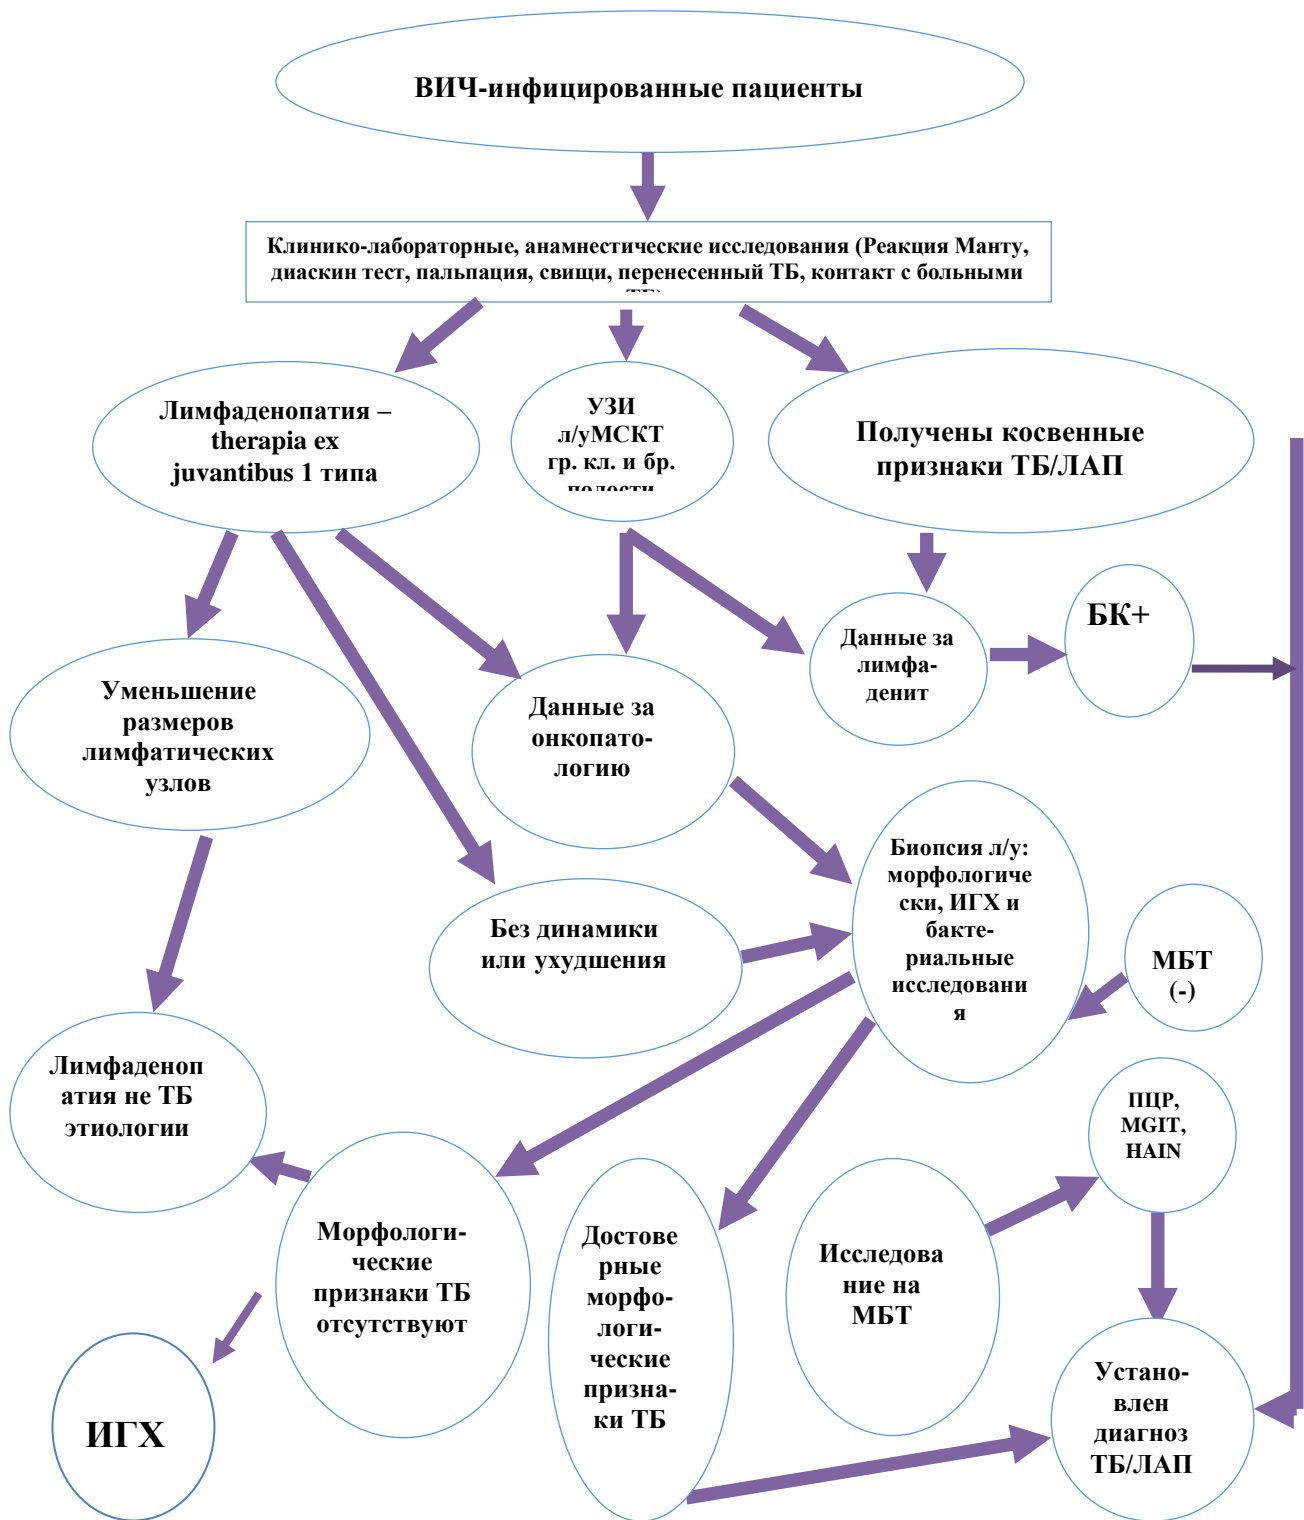 ВИЧ-инфицированные пациенты
Клинико-лабораторные, анамнестические исследования (Реакция Манту,
диаскин тест, пальпация, свищи, перенесенный ТБ, контакт с больными
ТБ)
Лимфаденопатия –
therapia ex
juvantibus 1 типа
УЗИ
л/уМСКТ
гр. кл. и бр.
полости
Получены косвенные
признаки ТБ/ЛАП
Уменьшение
размеров
лимфатических
узлов
Данные за
онкопато-
логию
Данные за
лимфа-
денит
БК+
Без динамики
или ухудшения
Биопсия л/у:
морфологиче
ски, ИГХ и
бакте-
риальные
исследовани
я
МБТ
(-)
Лимфаденоп
атия не ТБ
этиологии
Морфологи-
ческие
признаки ТБ
отсутствуют
Достове
рные
морфо-
логи-
ческие
призна-
ки ТБ
Исследова
ние на
МБТ
ПЦР,
MGIT,
HAIN
ИГХ
Устано-
влен
диагноз
ТБ/ЛАП